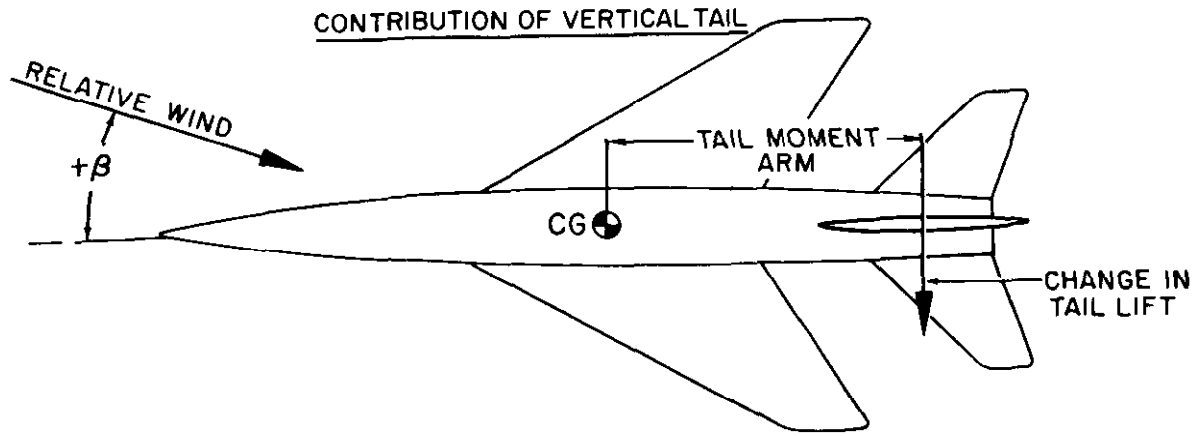 CONTRIBUTION OF VERTICAL TAIL
RELATIVE WIND
+β
TAIL MOMENT
ARM
CG
CHANGE IN
TAIL LIFT